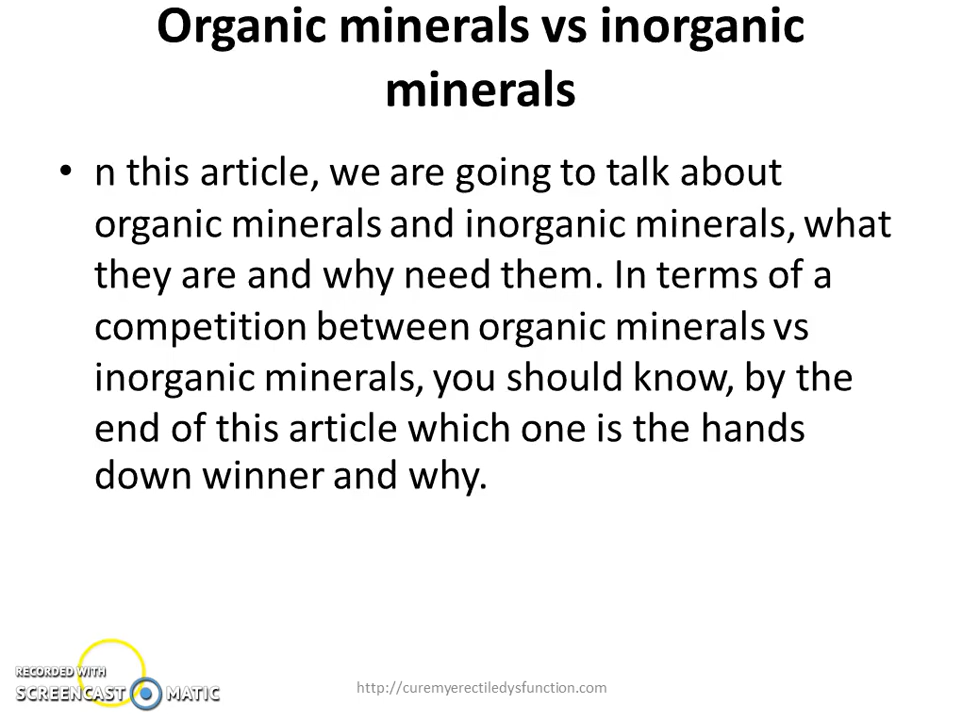 Organic minerals vs inorganic
minerals
• n this article, we are going to talk about
organic minerals and inorganic minerals, what
they are and why need them. In terms of a
competition between organic minerals vs
inorganic minerals, you should know, by the
end of this article which one is the hands
down winner and why.
RECORDED WITH
SCREENCAST MATIC
http://curemyerectiledysfunction.com